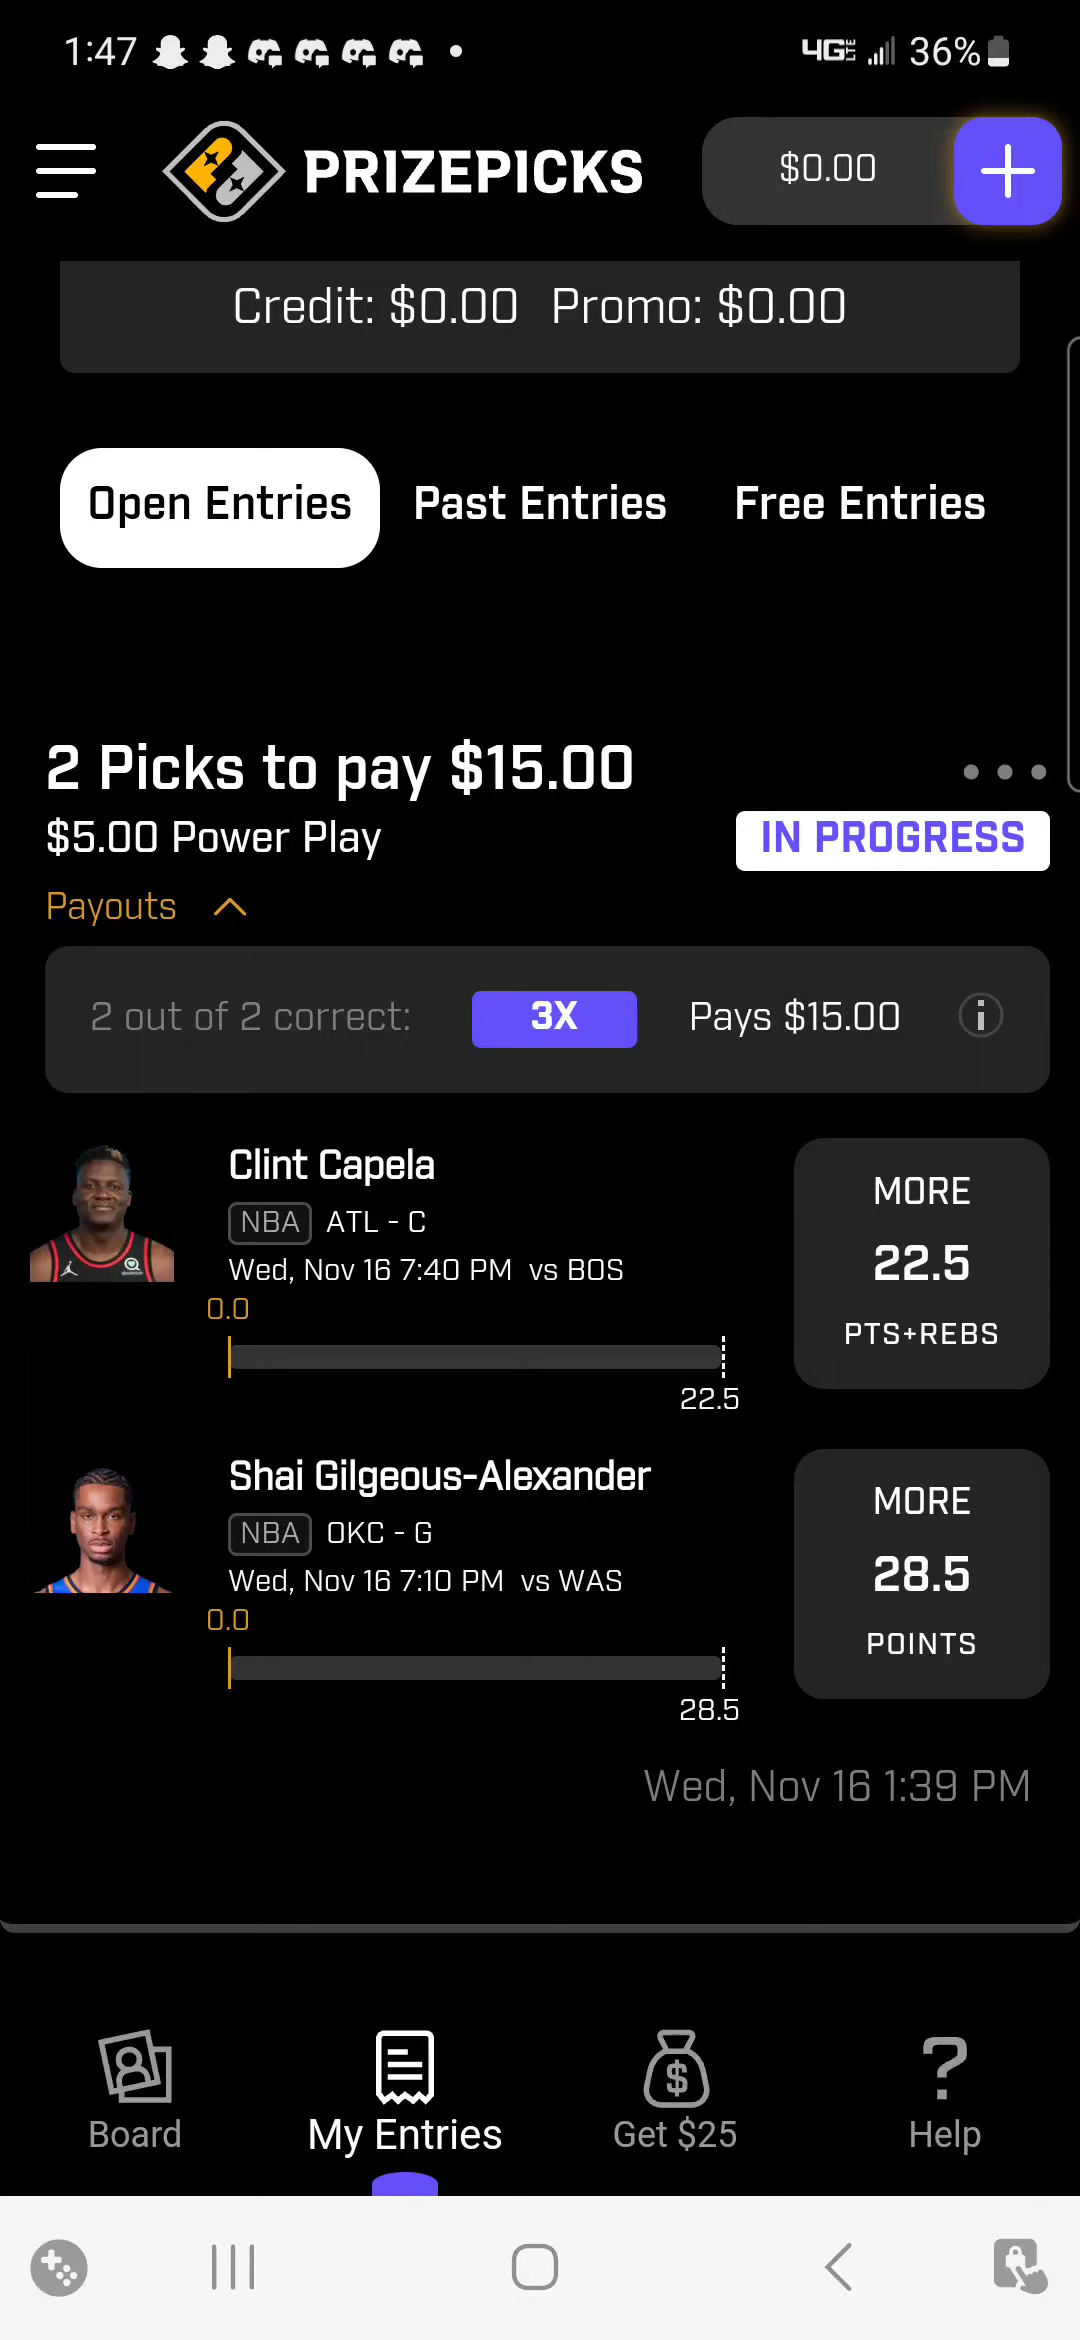 1:47
4G LTE 36%
PRIZEPICKS
$0.00
Credit: $0.00 Promo: $0.00
Open Entries Past Entries Free Entries
2 Picks to pay $15.00
$5.00 Power Play
IN PROGRESS
Payouts
2 out of 2 correct: 3X Pays $15.00
Clint Capela
NBA ATL - C
Wed, Nov 16 7:40 PM vs BOS
0.0
22.5
MORE
22.5
PTS+REBS
Shai Gilgeous-Alexander
NBA OKC - G
Wed, Nov 16 7:10 PM vs WAS
0.0
28.5
MORE
28.5
POINTS
Wed, Nov 16 1:39 PM
Board My Entries Get $25 Help